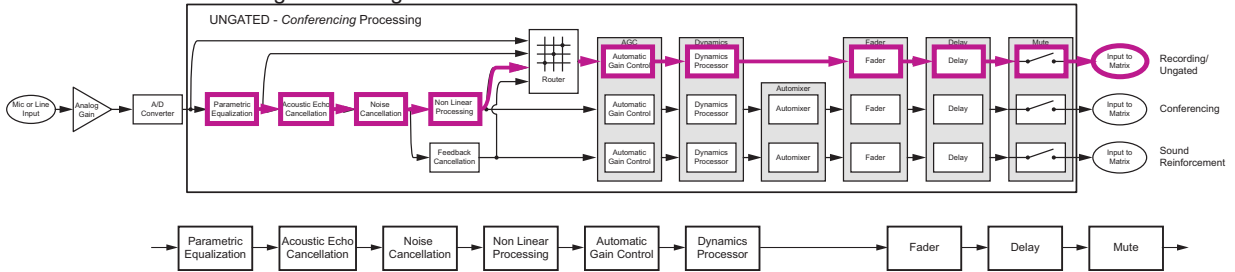 UNGATED - Conferencing Processing
Router
AGC
Automatic
Gain Control
Dynamics
Dynamics
Processor
Fader
Fader
Delay
Delay
Mute
Input to
Matrix
Recording/
Ungated
Mic or Line
Input
Analog
Gain
A/D
Converter
Parametric
Equalization
Acoustic Echo
Cancellation
Noise
Cancellation
Non Linear
Processing
Automatic
Gain Control
Dynamics
Processor
Automixer
Automixer
Fader
Delay
Input to
Matrix
Conferencing
Feedback
Cancellation
Automatic
Gain Control
Dynamics
Processor
Automixer
Fader
Delay
Input to
Matrix
Sound
Reinforcement
Parametric
Equalization
Acoustic Echo
Cancellation
Noise
Cancellation
Non Linear
Processing
Automatic
Gain Control
Dynamics
Processor
Fader
Delay
Mute